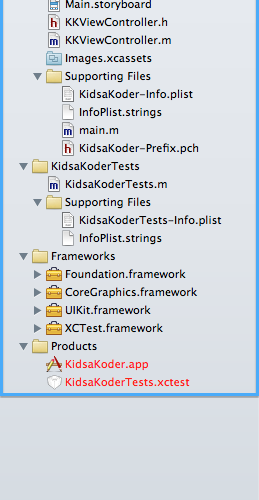 Main.storyboard
KKViewController.h
KKViewController.m
Images.xcassets
Supporting Files
KidsaKoder-Info.plist
InfoPlist.strings
main.m
KidsaKoder-Prefix.pch
KidsaKoderTests
KidsaKoderTests.m
Supporting Files
KidsaKoderTests-Info.plist
InfoPlist.strings
Frameworks
Foundation.framework
CoreGraphics.framework
UIKit.framework
XCTest.framework
Products
KidsaKoder.app
KidsaKoderTests.xctest